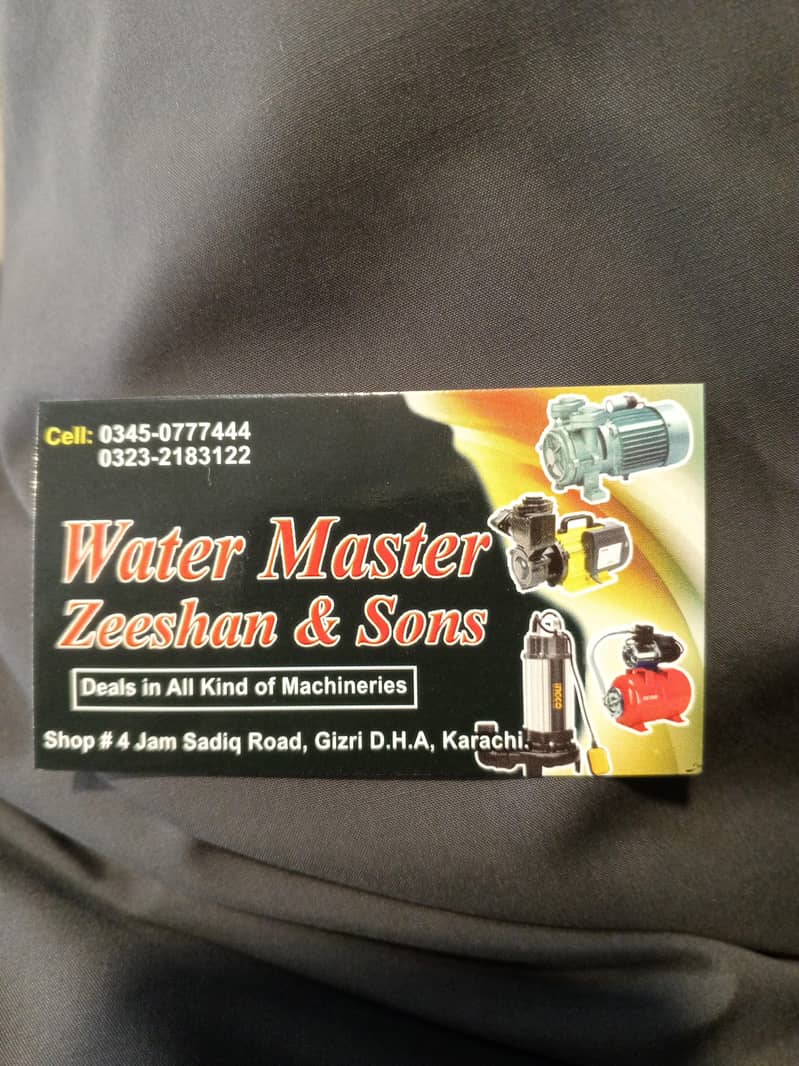 Cell: 0345-0777444
0323-2183122
Water Master
Zeeshan & Sons
Deals in All Kind of Machineries
Shop # 4 Jam Sadiq Road, Gizri D.H.A, Karachi.
INGCO